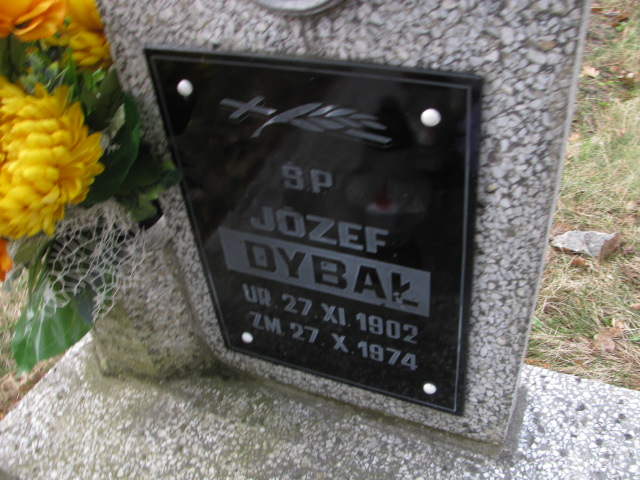 Ś.P
JÓZEF
DYBAŁ
UR. 27.XI.1902
ZM 27.X.1974